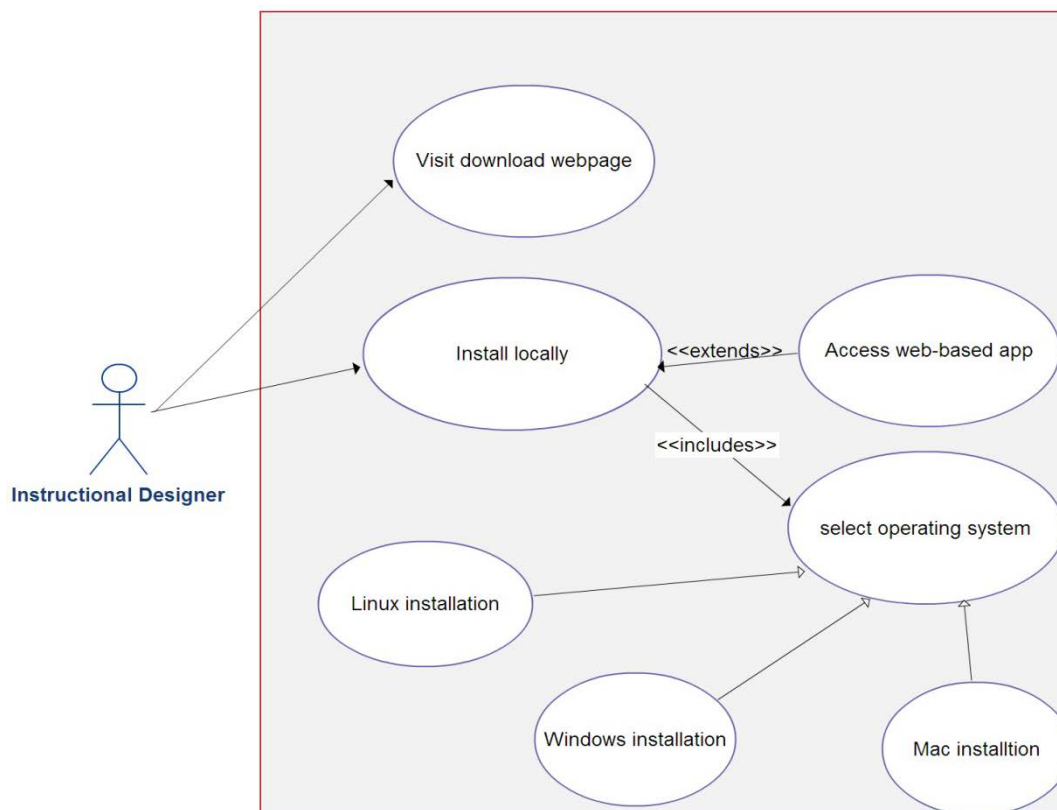 Visit download webpage
Install locally
<<extends>>
Access web-based app
<<includes>>
Instructional Designer
select operating system
Linux installation
Windows installation
Mac installtion